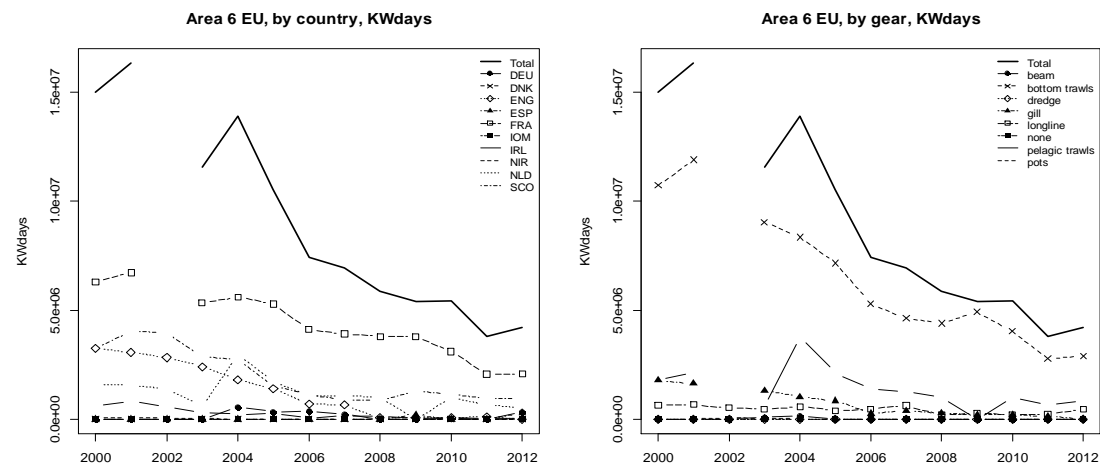 Area 6 EU, by country, KWdays
KWdays
1.5e+07
1.0e+07
5.0e+06
0.0e+00
2000 2002 2004 2006 2008 2010 2012
Total
DEU
DNK
ENG
ESP
FRA
IOM
IRL
NIR
NLD
SCO
Area 6 EU, by gear, KWdays
KWdays
1.5e+07
1.0e+07
5.0e+06
0.0e+00
2000 2002 2004 2006 2008 2010 2012
Total
beam
bottom trawls
dredge
gill
longline
none
pelagic trawls
pots